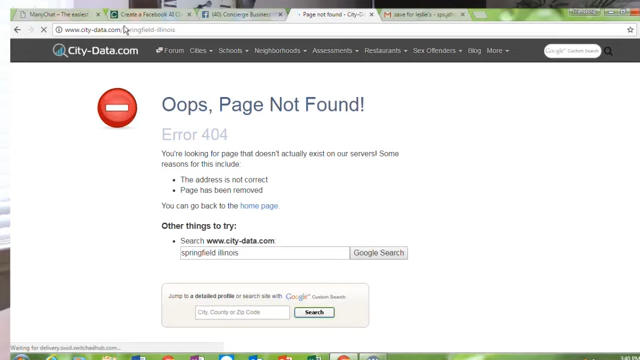 ManyChat – The easiest
Create a Facebook AI C
(40) Concierge Business
Page not found - City-D
save for leslie's - spsj
www.city-data.com/springfield-illinois
City-Data.com
Forum Cities Schools Neighborhoods Assessments Restaurants Sex Offenders More
Google Custom Search
Oops, Page Not Found!
Error 404
You're looking for page that doesn't actually exist on our servers! Some
reasons for this include:
The address is not correct
Page has been removed
You can go back to the home page.
Other things to try:
Search www.city-data.com:
springfield illinois Google Search
Jump to a detailed profile or search site with Google Custom Search
City, County or Zip Code Search
Waiting for delivery.swid.switchadhub.com...
1:40 PM